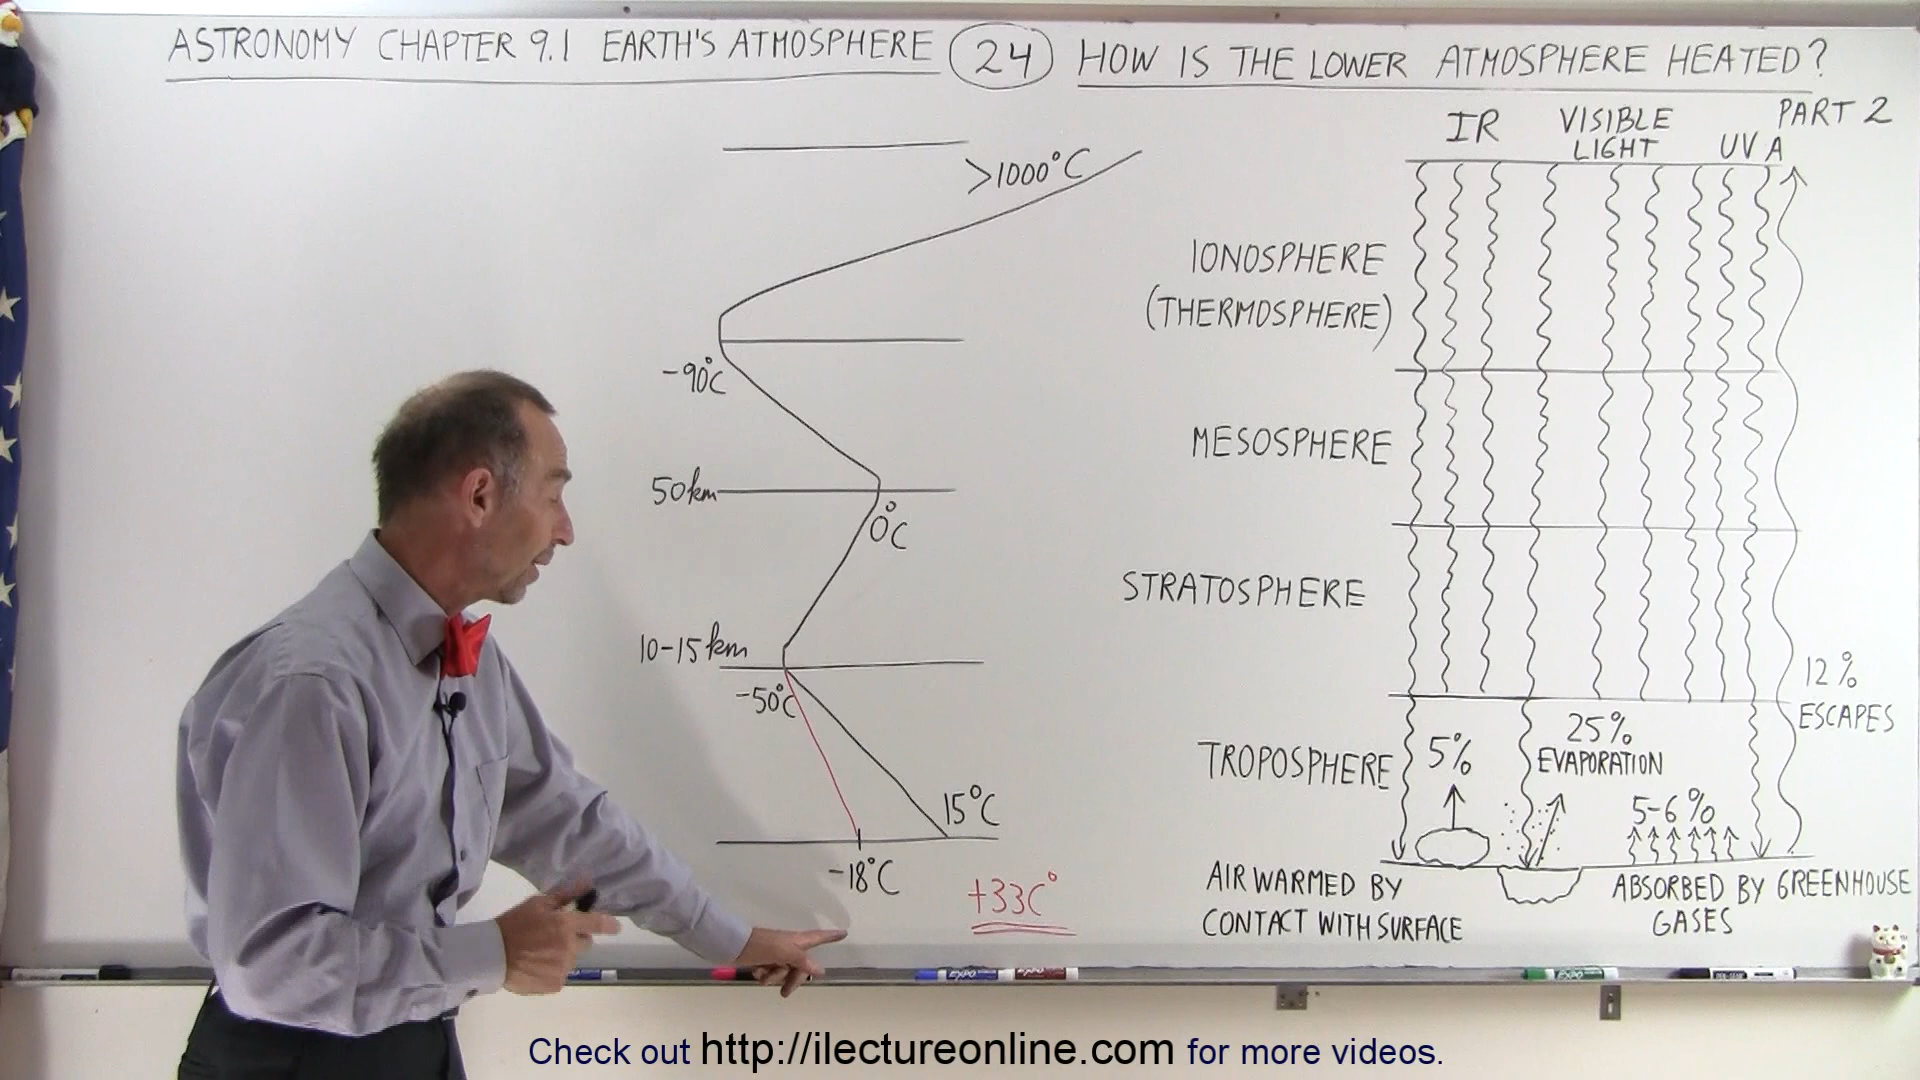 ASTRONOMY CHAPTER 9.1 EARTH'S ATMOSPHERE 24 HOW IS THE LOWER ATMOSPHERE HEATED?
PART 2
IR
VISIBLE
LIGHT
UV A
>1000°C
IONOSPHERE
(THERMOSPHERE)
-90°C
MESOSPHERE
50km
0°C
STRATOSPHERE
10-15km
-50°C
12%
ESCAPES
TROPOSPHERE
5%
25%
EVAPORATION
15°C
5-6%
-18°C
+33C°
AIR WARMED BY
CONTACT WITH SURFACE
ABSORBED BY GREENHOUSE
GASES
EXPO
EXPO
EXPO
Check out http://ilectureonline.com for more videos.